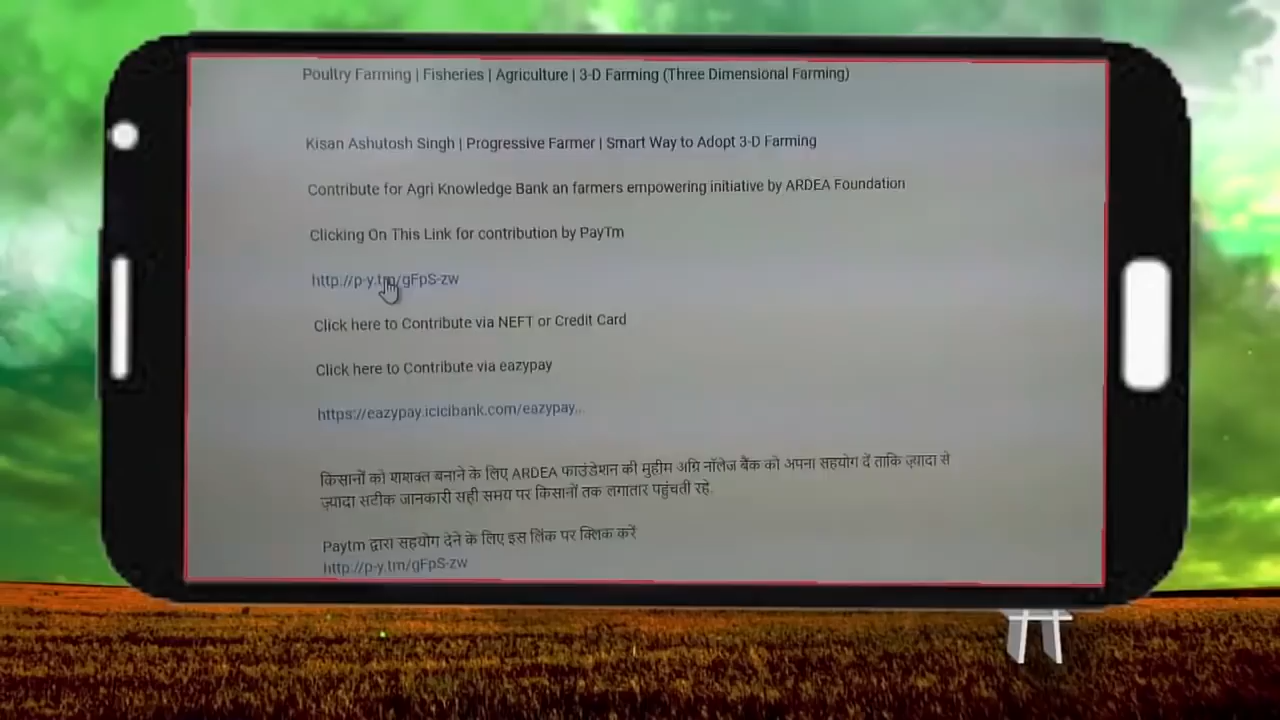 Poultry Farming | Fisheries | Agriculture | 3-D Farming (Three Dimensional Farming)
Kisan Ashutosh Singh | Progressive Farmer | Smart Way to Adopt 3-D Farming
Contribute for Agri Knowledge Bank an farmers empowering initiative by ARDEA Foundation
Clicking On This Link for contribution by PayTm
http://p-y.tm/gFpS-zw
Click here to Contribute via NEFT or Credit Card
Click here to Contribute via eazypay
https://eazypay.icicibank.com/eazypay...
किसानों को शाशक्त बनाने के लिए ARDEA फाउंडेशन की मुहीम अग्रि नॉलेज बैंक को अपना सहयोग दें ताकि ज़्यादा से
ज़्यादा सटीक जानकारी सही समय पर किसानों तक लगातार पहुंचती रहे.
Paytm द्वारा सहयोग देने के लिए इस लिंक पर क्लिक करें
http://p-y.tm/gFpS-zw